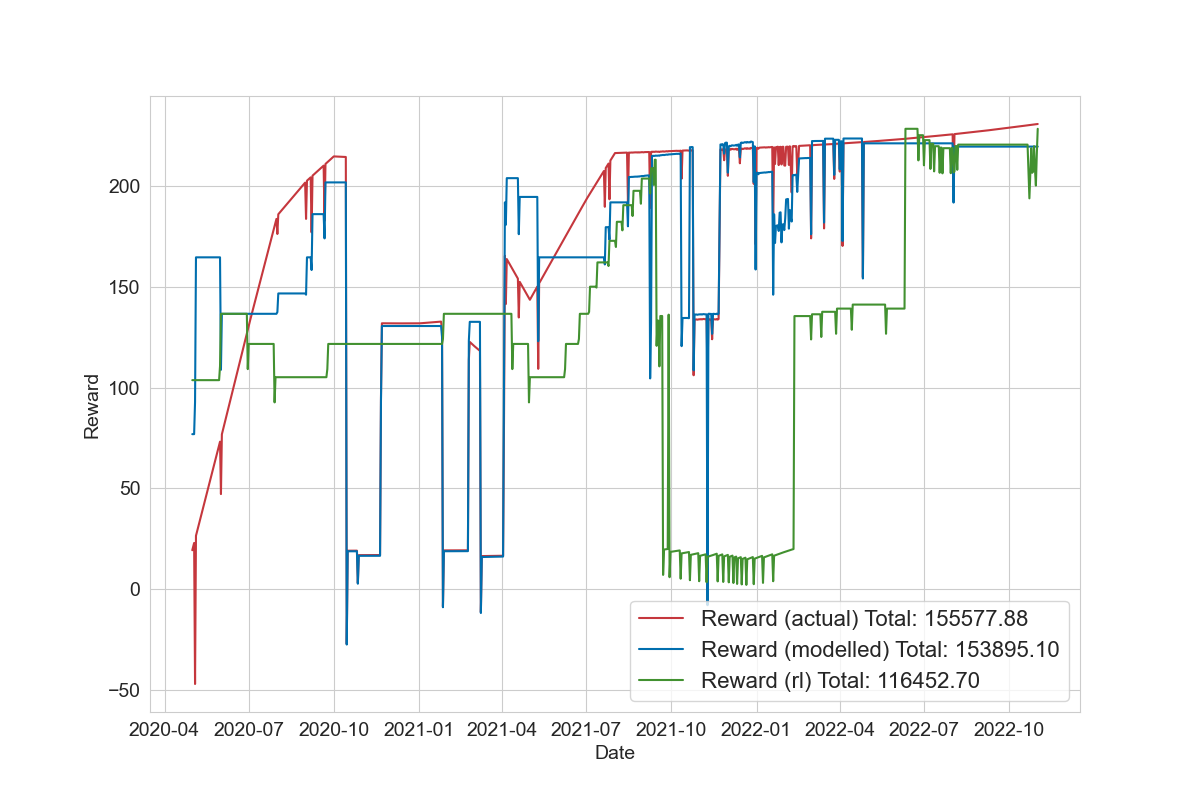 Reward
200
150
100
50
0
−50
2020-04 2020-07 2020-10 2021-01 2021-04 2021-07 2021-10 2022-01 2022-04 2022-07 2022-10
Date
Reward (actual) Total: 155577.88
Reward (modelled) Total: 153895.10
Reward (rl) Total: 116452.70